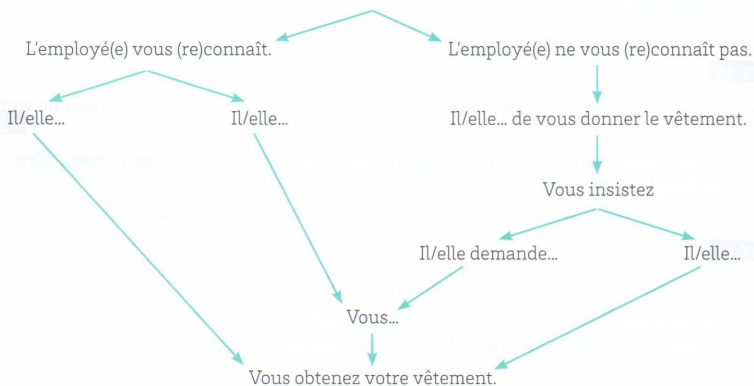 L'employé(e) vous (re)connaît.
L'employé(e) ne vous (re)connaît pas.
Il/elle...
Il/elle...
Il/elle... de vous donner le vêtement.
Vous insistez
Il/elle demande...
Il/elle...
Vous...
Vous obtenez votre vêtement.